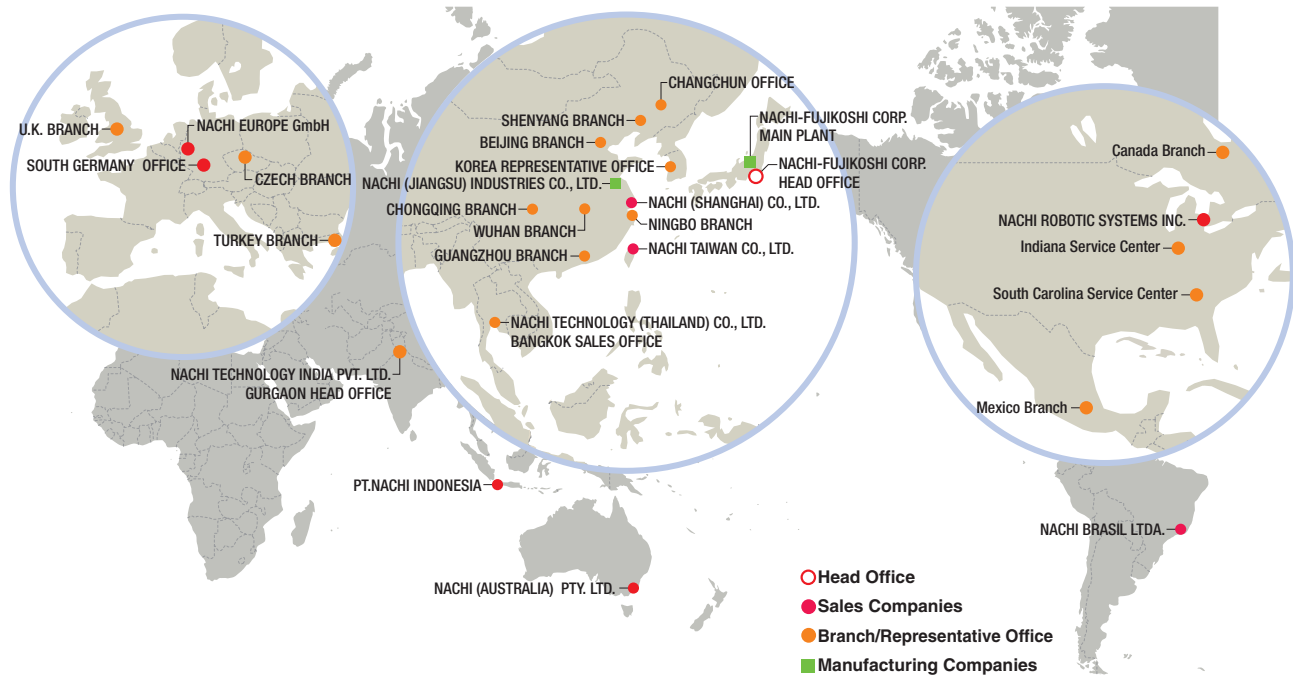 U.K. BRANCH
NACHI EUROPE GmbH
SOUTH GERMANY OFFICE
CZECH BRANCH
TURKEY BRANCH
CHANGCHUN OFFICE
SHENYANG BRANCH
BEIJING BRANCH
KOREA REPRESENTATIVE OFFICE
NACHI (JIANGSU) INDUSTRIES CO., LTD.
CHONGQING BRANCH
WUHAN BRANCH
GUANGZHOU BRANCH
NACHI-FUJIKOSHI CORP.
MAIN PLANT
NACHI-FUJIKOSHI CORP.
HEAD OFFICE
NACHI (SHANGHAI) CO., LTD.
NINGBO BRANCH
NACHI TAIWAN CO., LTD.
NACHI TECHNOLOGY (THAILAND) CO., LTD.
BANGKOK SALES OFFICE
NACHI TECHNOLOGY INDIA PVT. LTD.
GURGAON HEAD OFFICE
PT.NACHI INDONESIA
NACHI (AUSTRALIA) PTY. LTD.
Canada Branch
NACHI ROBOTIC SYSTEMS INC.
Indiana Service Center
South Carolina Service Center
Mexico Branch
NACHI BRASIL LTDA.
Head Office
Sales Companies
Branch/Representative Office
Manufacturing Companies